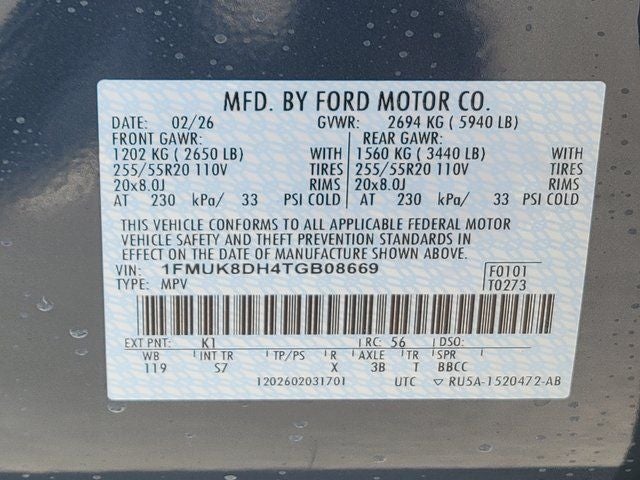 MFD. BY FORD MOTOR CO.
DATE: 02/26 GVWR: 2694 KG ( 5940 LB)
FRONT GAWR: REAR GAWR:
1202 KG ( 2650 LB) WITH 1560 KG ( 3440 LB) WITH
255/55R20 110V TIRES 255/55R20 110V TIRES
20x8.0J RIMS 20x8.0J RIMS
AT 230 kPa/ 33 PSI COLD AT 230 kPa/ 33 PSI COLD
THIS VEHICLE CONFORMS TO ALL APPLICABLE FEDERAL MOTOR
VEHICLE SAFETY AND THEFT PREVENTION STANDARDS IN
EFFECT ON THE DATE OF MANUFACTURE SHOWN ABOVE.
VIN: 1FMUK8DH4TGB08669 F0101
TYPE: MPV T0273
EXT PNT: K1 RC: 56 DSO:
WB INT TR TP/PS R AXLE TR SPR
119 S7 X 3B T BBCC
1202602031701 UTC ▽ RU5A-1520472-AB